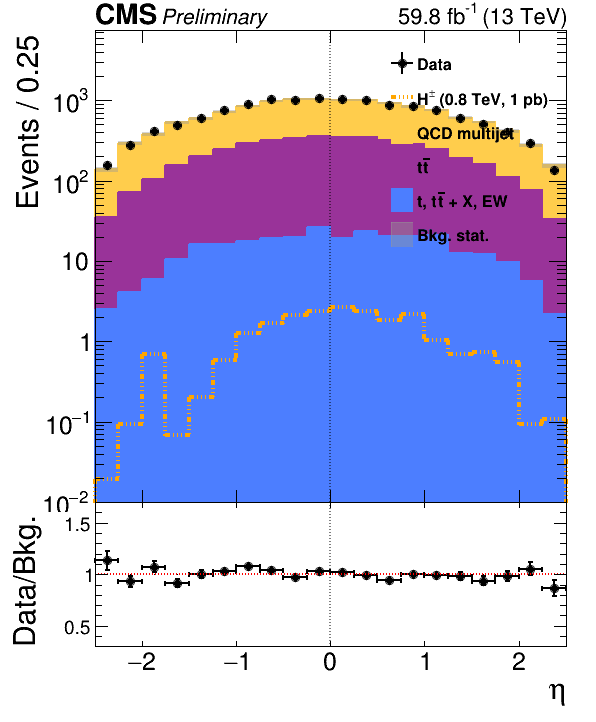 CMS Preliminary 59.8 fb⁻¹ (13 TeV)
Events / 0.25
10³
10²
10
1
10⁻¹
10⁻²
Data
H± (0.8 TeV, 1 pb)
QCD multijet
tt̄
t, tt̄ + X, EW
Bkg. stat.
Data/Bkg.
1.5
1
0.5
−2 −1 0 1 2
η